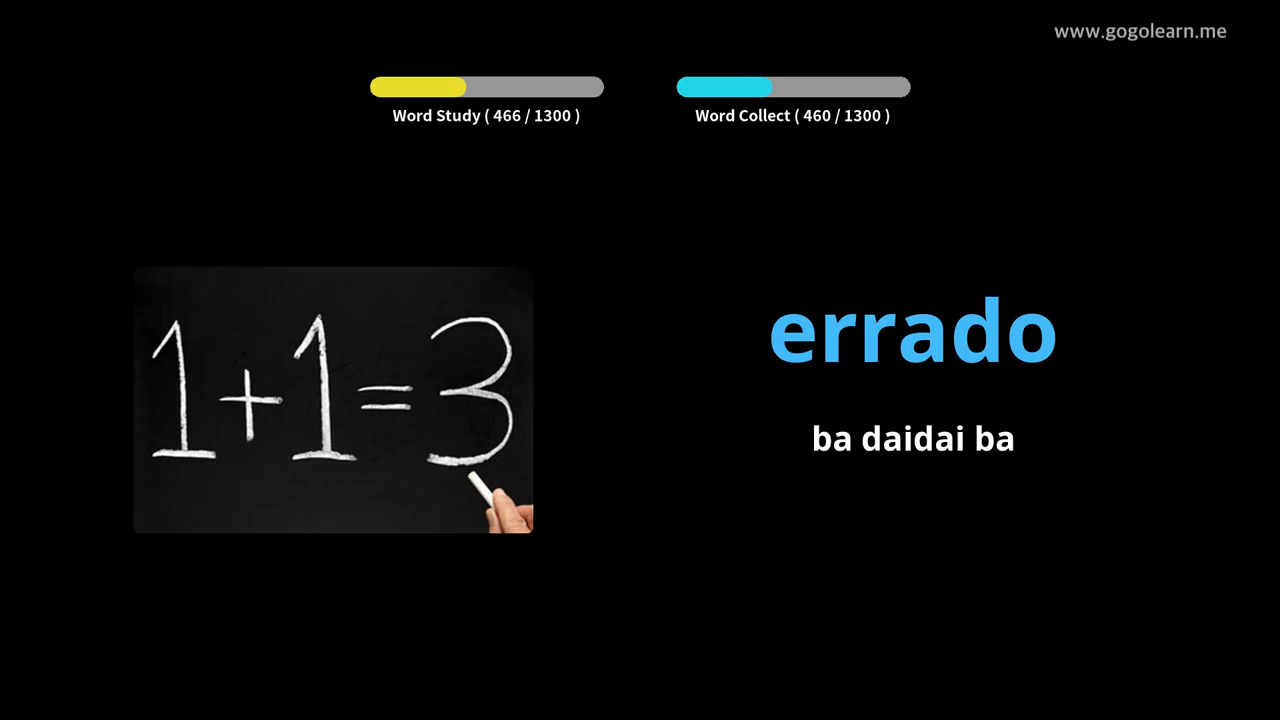 www.gogolearn.me
Word Study ( 466 / 1300 )
Word Collect ( 460 / 1300 )
1+1=3
errado
ba daidai ba